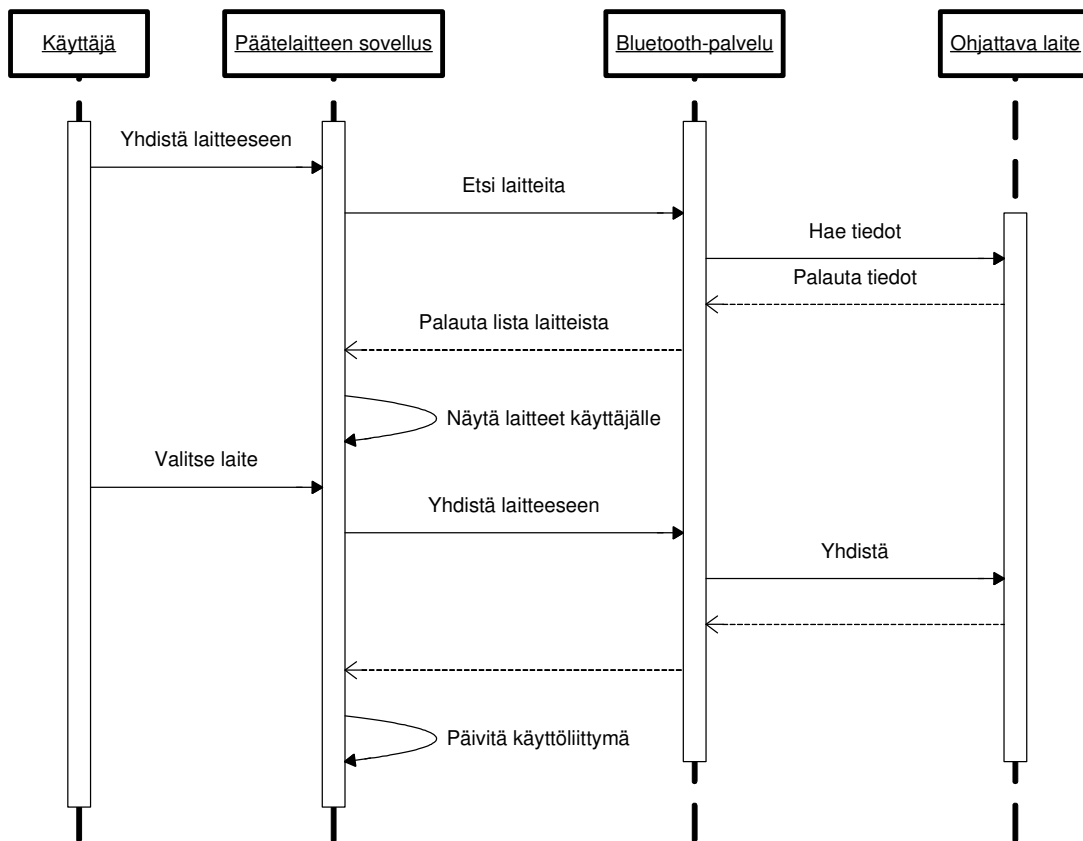 Käyttäjä
Päätelaitteen sovellus
Bluetooth-palvelu
Ohjattava laite
Yhdistä laitteeseen
Etsi laitteita
Hae tiedot
Palauta tiedot
Palauta lista laitteista
Näytä laitteet käyttäjälle
Valitse laite
Yhdistä laitteeseen
Yhdistä
Päivitä käyttöliittymä